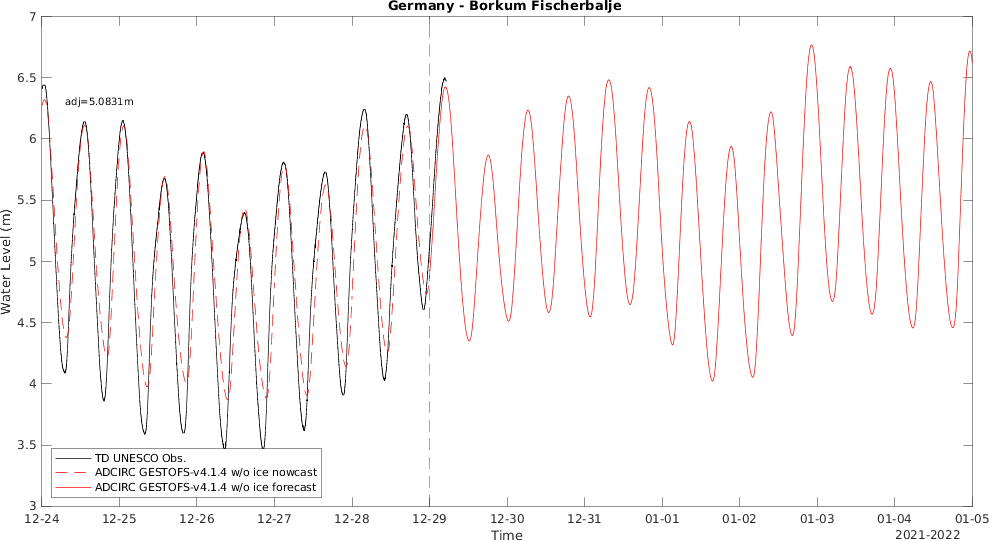 Germany - Borkum Fischerbalje
7
6.5
6
5.5
5
4.5
4
3.5
3
Water Level (m)
adj=5.0831m
TD UNESCO Obs.
ADCIRC GESTOFS-v4.1.4 w/o ice nowcast
ADCIRC GESTOFS-v4.1.4 w/o ice forecast
12-24 12-25 12-26 12-27 12-28 12-29 12-30 12-31 01-01 01-02 01-03 01-04 01-05
Time
2021-2022